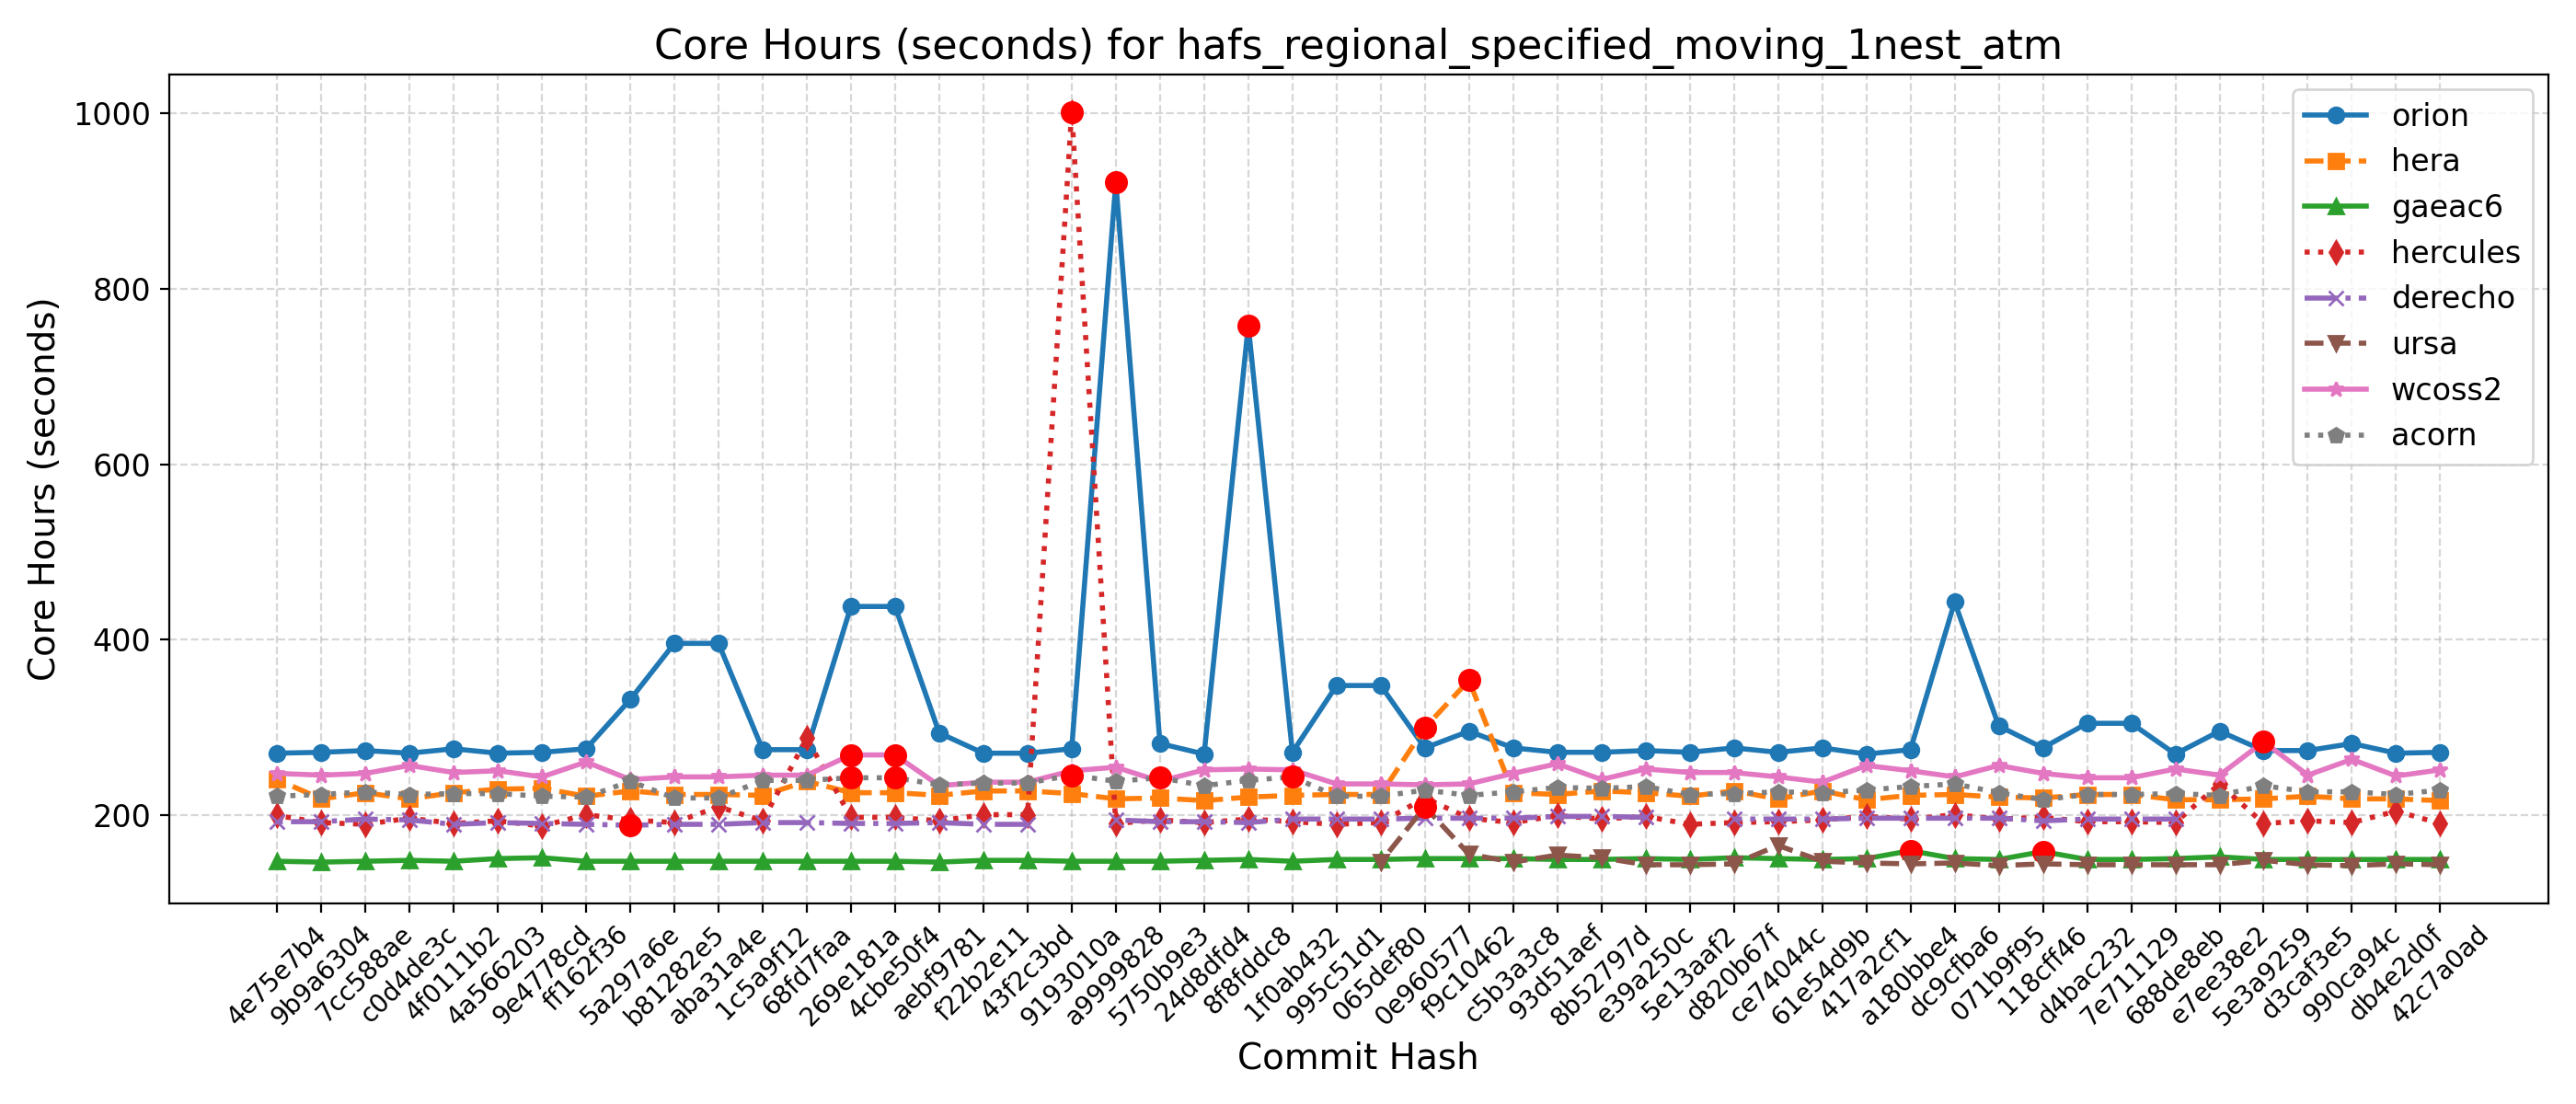 Core Hours (seconds) for hafs_regional_specified_moving_1nest_atm
Core Hours (seconds)
1000
800
600
400
200
orion
hera
gaeac6
hercules
derecho
ursa
wcoss2
acorn
4e75e7b4
9b9a6304
7cc588ae
c0d4de3c
4f0111b2
4a566203
9e4778cd
ff162f36
5a297a6e
b81282e5
aba31a4e
1c5a9f12
68fd7faa
269e181a
4cbe50f4
aebf9781
f22b2e11
43f2c3bd
9193010a
a9999828
5750b9e3
24d8dfd4
8f8fddc8
1f0ab432
995c51d1
065def80
0e960577
f9c10462
c5b3a3c8
93d51aef
8b52797d
e39a250c
5e13aaf2
d820b67f
ce74044c
61e54d9b
417a2cf1
a180bbe4
dc9cfba6
071b9f95
118cff46
d4bac232
7e711129
688de8eb
e7ee38e2
5e3a9259
d3caf3e5
990ca94c
db4e2d0f
42c7a0ad
Commit Hash